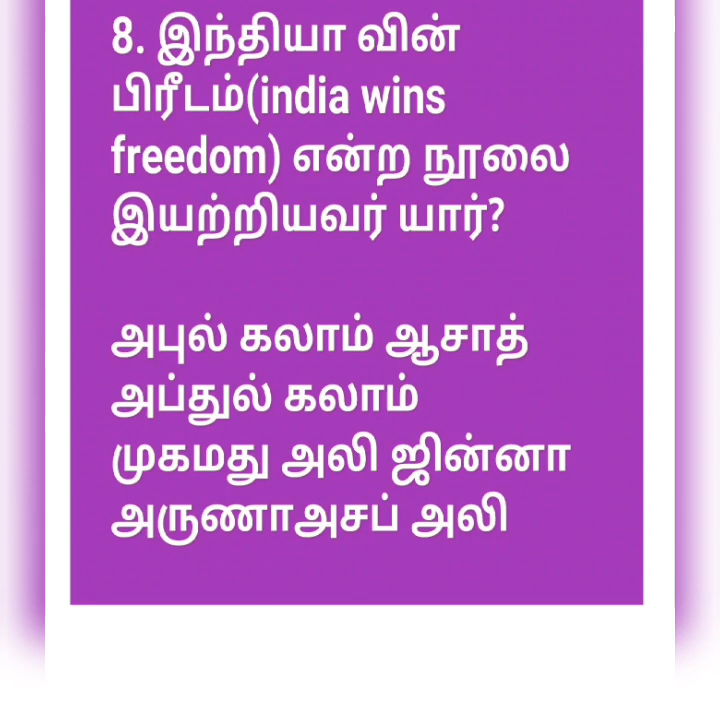 8. இந்தியா வின்
பிரீடம்(india wins
freedom) என்ற நூலை
இயற்றியவர் யார்?
அபுல் கலாம் ஆசாத்
அப்துல் கலாம்
முகமது அலி ஜின்னா
அருணாஅசப் அலி